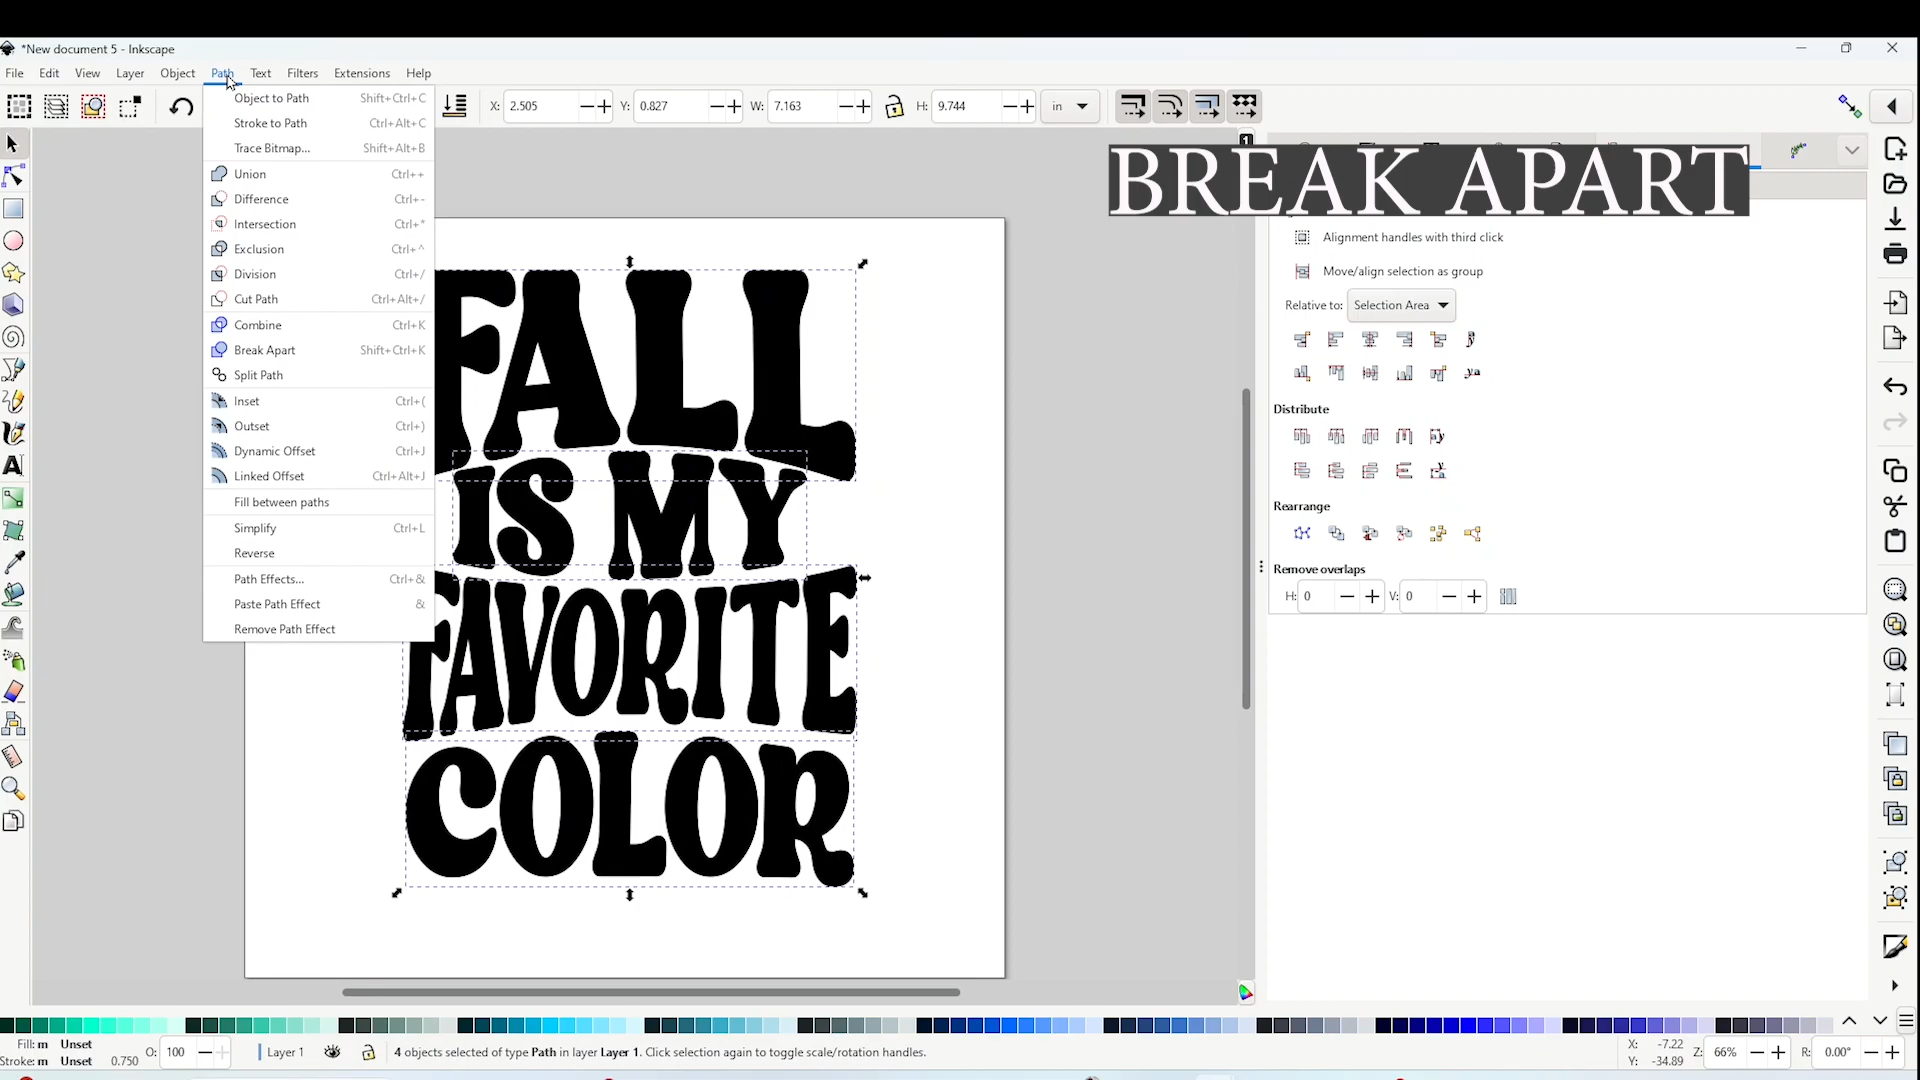 *New document 5 - Inkscape
File Edit View Layer Object Path Text Filters Extensions Help
X: 2.505 Y: 0.827 W: 7.163 H: 9.744 in
Object to Path Shift+Ctrl+C
Stroke to Path Ctrl+Alt+C
Trace Bitmap... Shift+Alt+B
Union Ctrl++
Difference Ctrl+-
Intersection Ctrl+*
Exclusion Ctrl+^
Division Ctrl+/
Cut Path Ctrl+Alt+/
Combine Ctrl+K
Break Apart Shift+Ctrl+K
Split Path
Inset Ctrl+(
Outset Ctrl+)
Dynamic Offset Ctrl+J
Linked Offset Ctrl+Alt+J
Fill between paths
Simplify Ctrl+L
Reverse
Path Effects... Ctrl+&
Paste Path Effect &
Remove Path Effect
FALL
IS MY
FAVORITE
COLOR
1
BREAK APART
Alignment handles with third click
Move/align selection as group
Relative to: Selection Area
Distribute
Rearrange
Remove overlaps
H: 0 V: 0
Fill: m Unset
Stroke: m Unset 0.750
O: 100
Layer 1
4 objects selected of type Path in layer Layer 1. Click selection again to toggle scale/rotation handles.
X: -7.22
Y: -34.89
Z: 66%
R: 0.00°